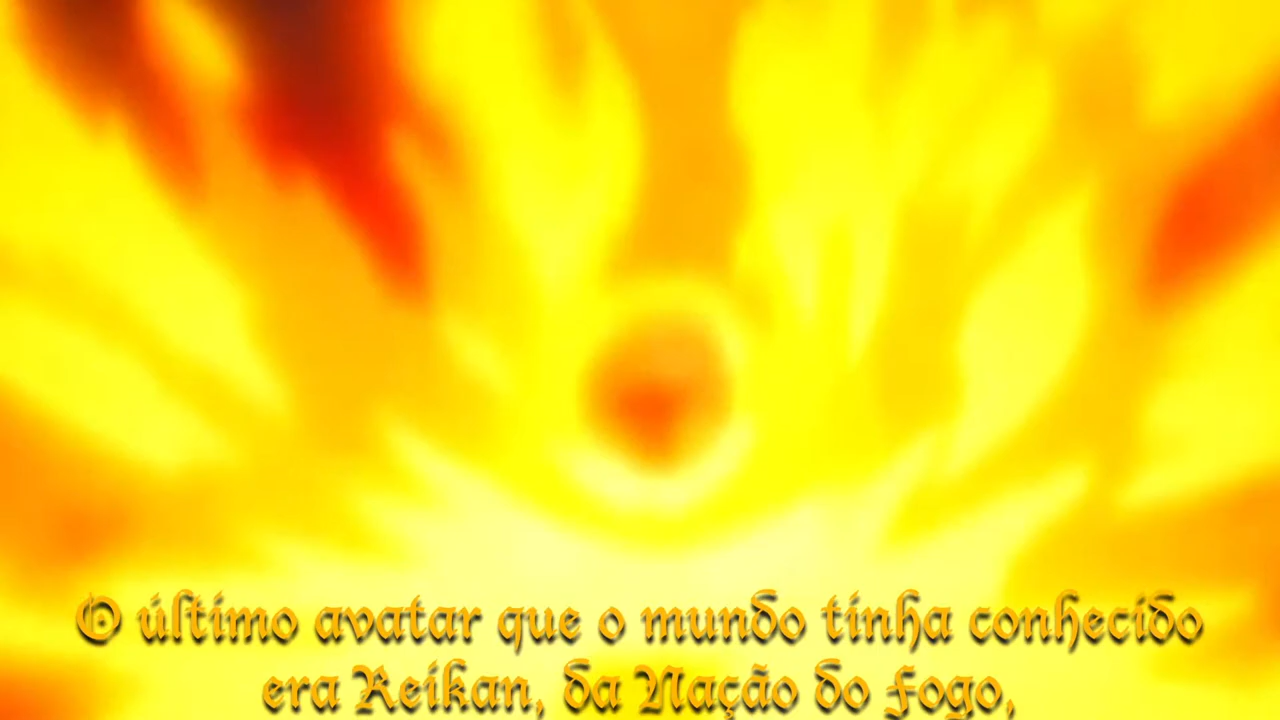 O último avatar que o mundo tinha conhecido
era Reikan, da Nação do Fogo,